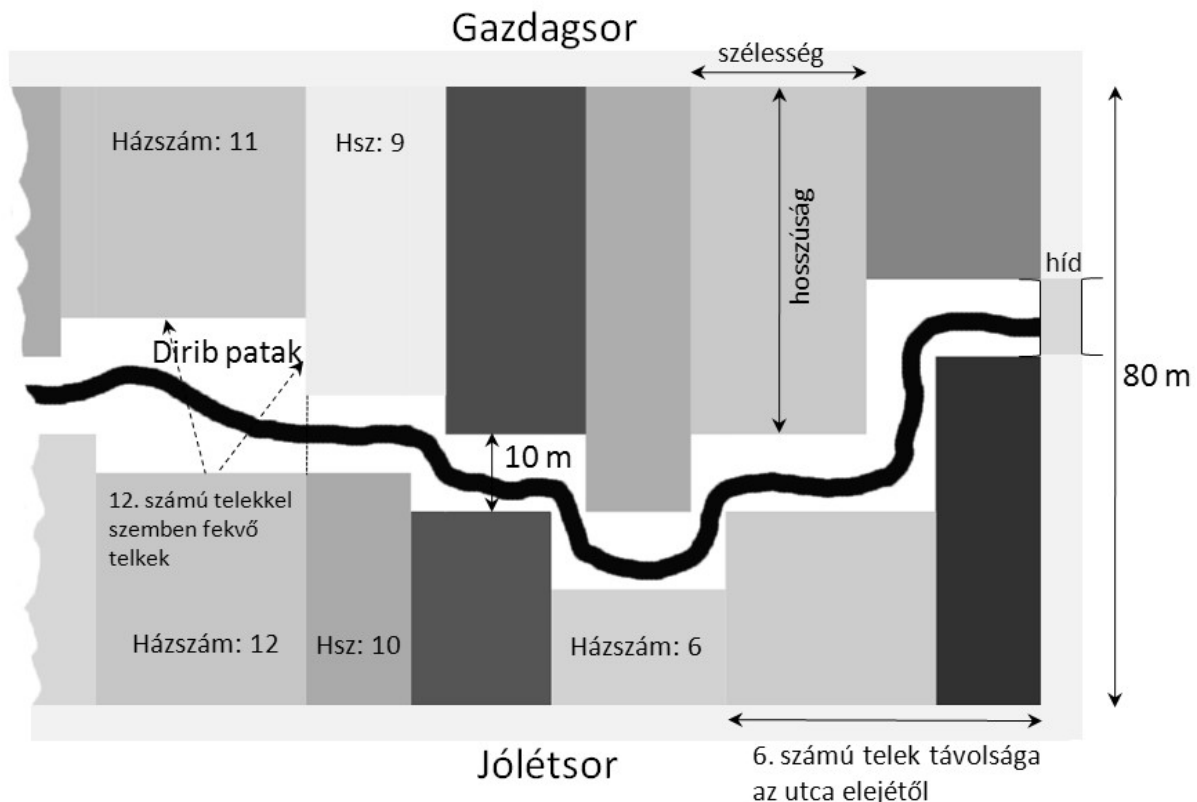 Gazdagsor
szélesség
Házszám: 11
Hsz: 9
hosszúság
híd
Dirib patak
80 m
10 m
12. számú telekkel
szemben fekvő
telkek
Házszám: 12
Hsz: 10
Házszám: 6
Jólétsor
6. számú telek távolsága
az utca elejétől